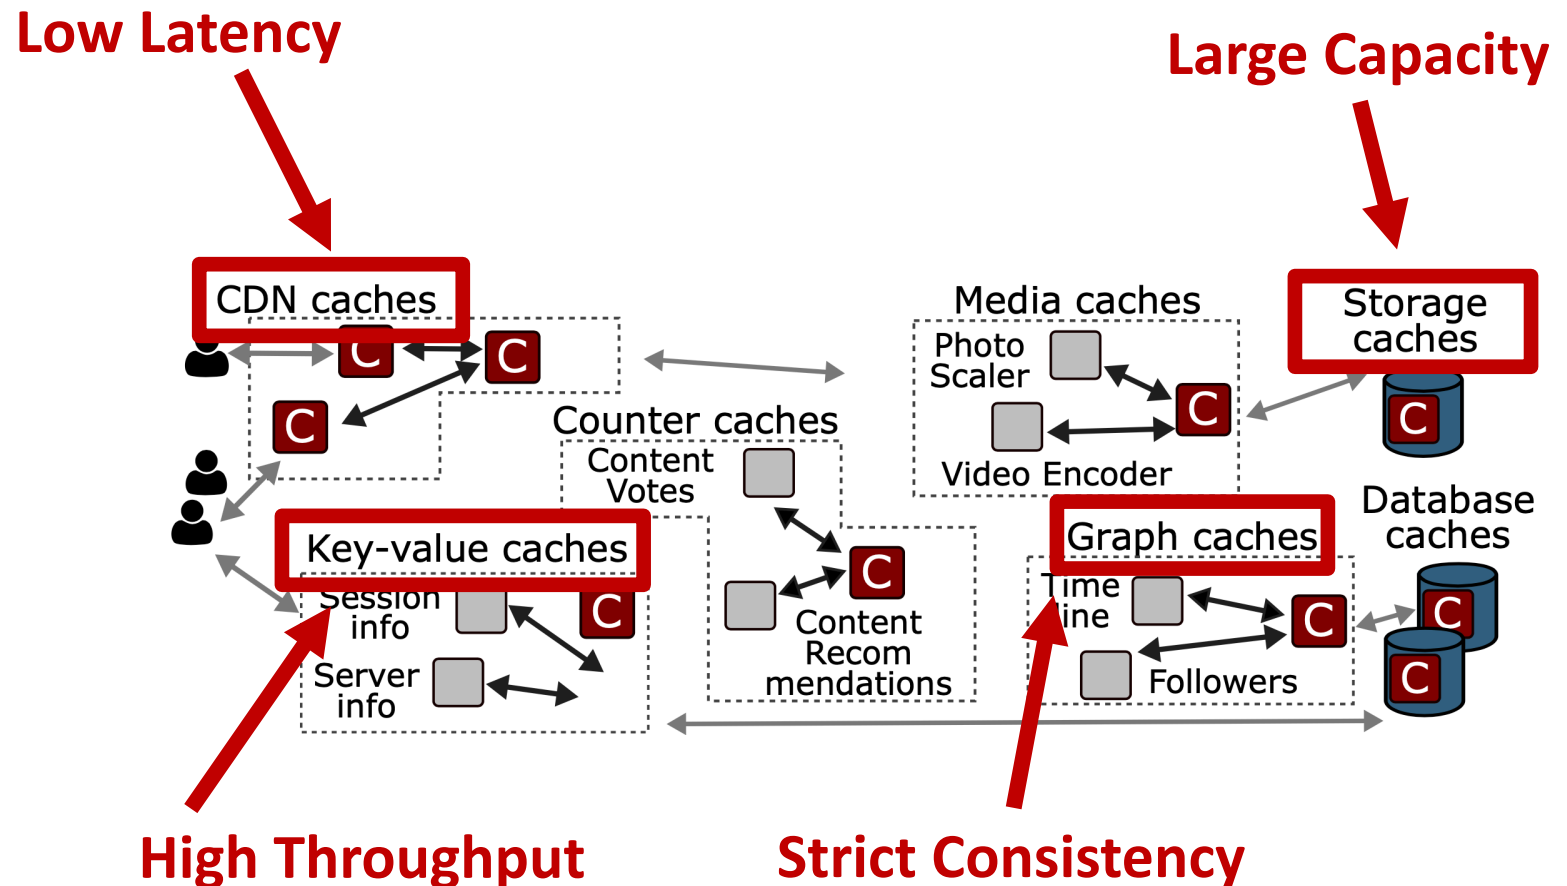 Low Latency
Large Capacity
CDN caches
C
C
C
Media caches
Photo
Scaler
C
Video Encoder
Storage
caches
C
Counter caches
Content
Votes
C
Content
Recom
mendations
Key-value caches
Session
info
C
Server
info
Graph caches
Time
line
C
Followers
Database
caches
C
C
High Throughput
Strict Consistency